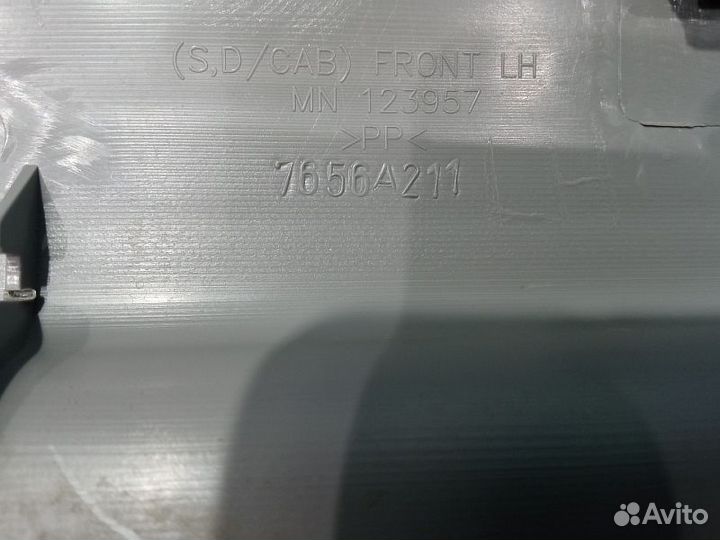 (S,D/CAB) FRONT LH
MN 123957
>PP<
7656A211
Avito